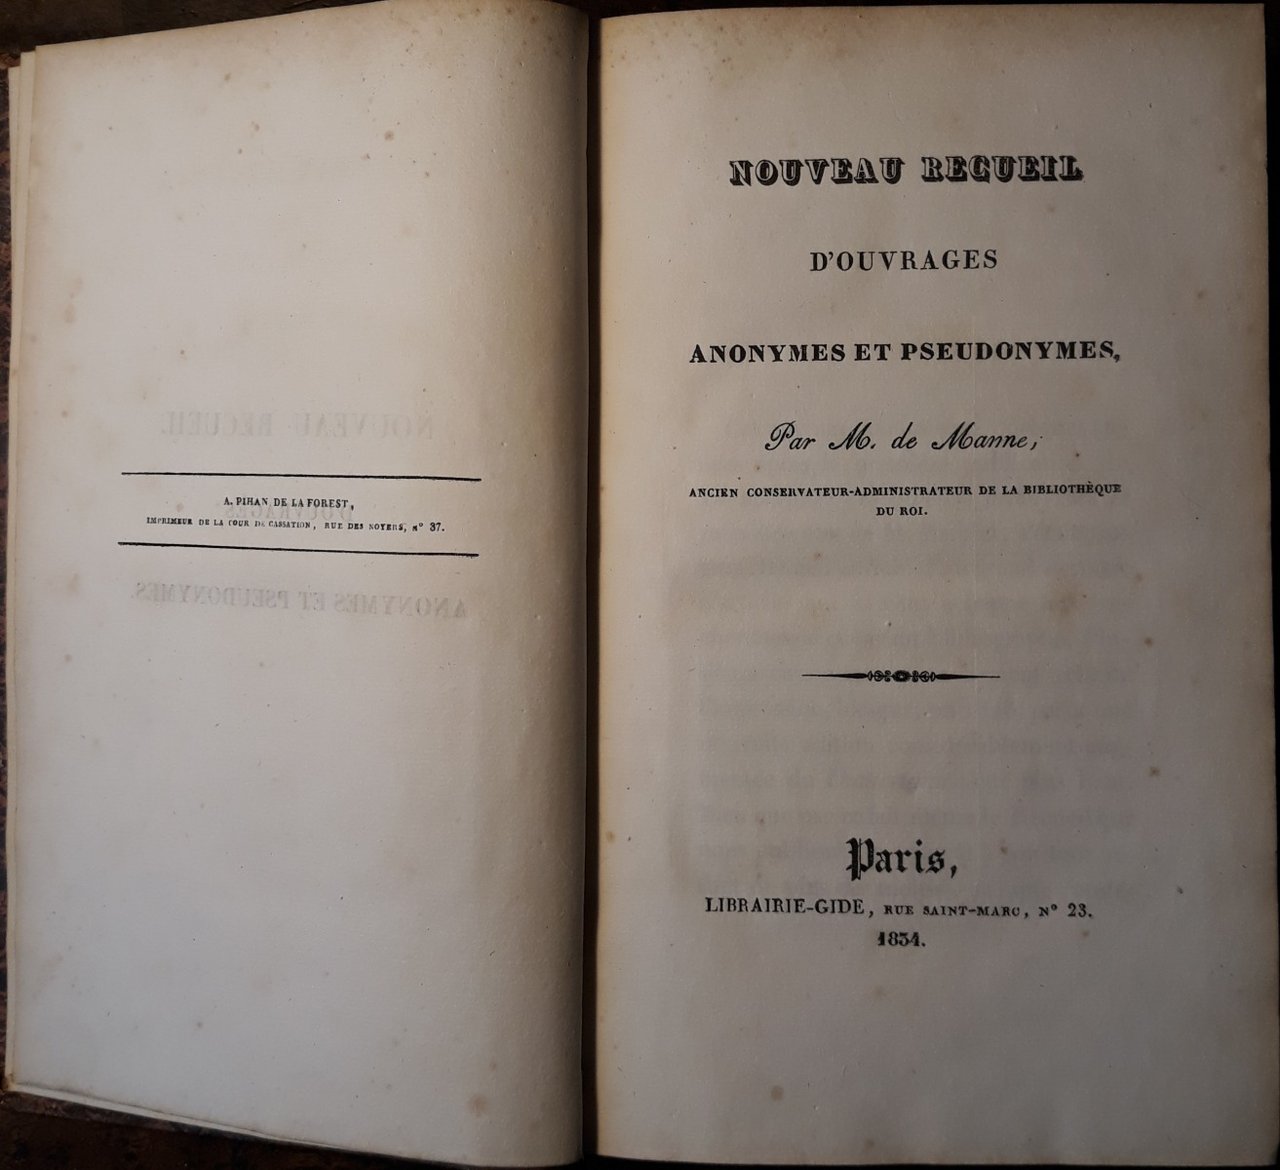 A. PIHAN DE LA FOREST,
IMPRIMEUR DE LA COUR DE CASSATION, RUE DES NOYERS, N° 37.
NOUVEAU RECUEIL
D'OUVRAGES
ANONYMES ET PSEUDONYMES,
Par M. de Manne,
ANCIEN CONSERVATEUR-ADMINISTRATEUR DE LA BIBLIOTHÈQUE
DU ROI.
Paris,
LIBRAIRIE-GIDE, RUE SAINT-MARC, N° 23.
1834.